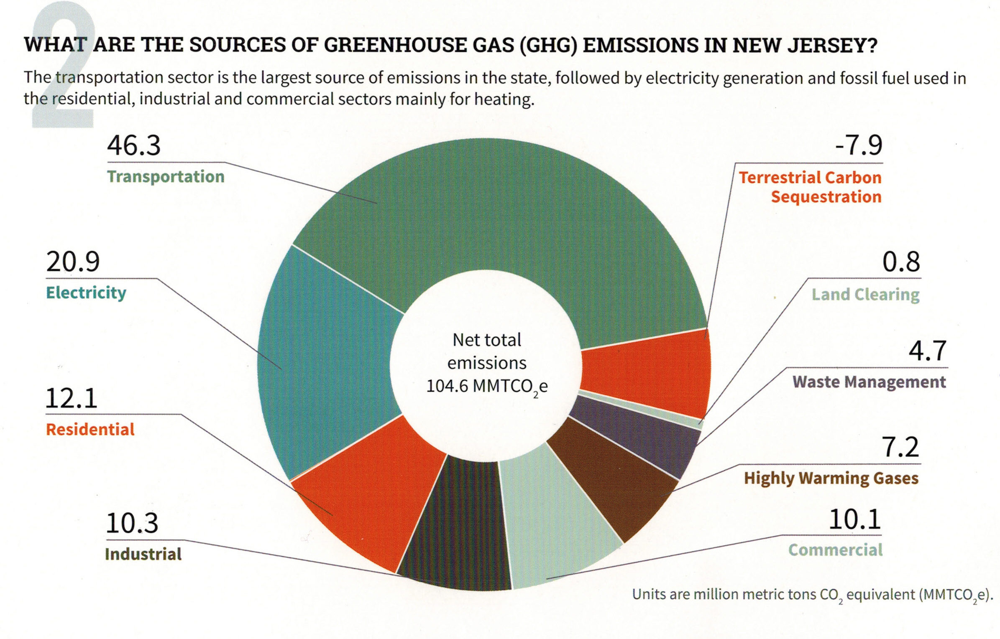 2
WHAT ARE THE SOURCES OF GREENHOUSE GAS (GHG) EMISSIONS IN NEW JERSEY?
The transportation sector is the largest source of emissions in the state, followed by electricity generation and fossil fuel used in
the residential, industrial and commercial sectors mainly for heating.
46.3
Transportation
20.9
Electricity
12.1
Residential
10.3
Industrial
Net total
emissions
104.6 MMTCO₂e
-7.9
Terrestrial Carbon
Sequestration
0.8
Land Clearing
4.7
Waste Management
7.2
Highly Warming Gases
10.1
Commercial
Units are million metric tons CO₂ equivalent (MMTCO₂e).